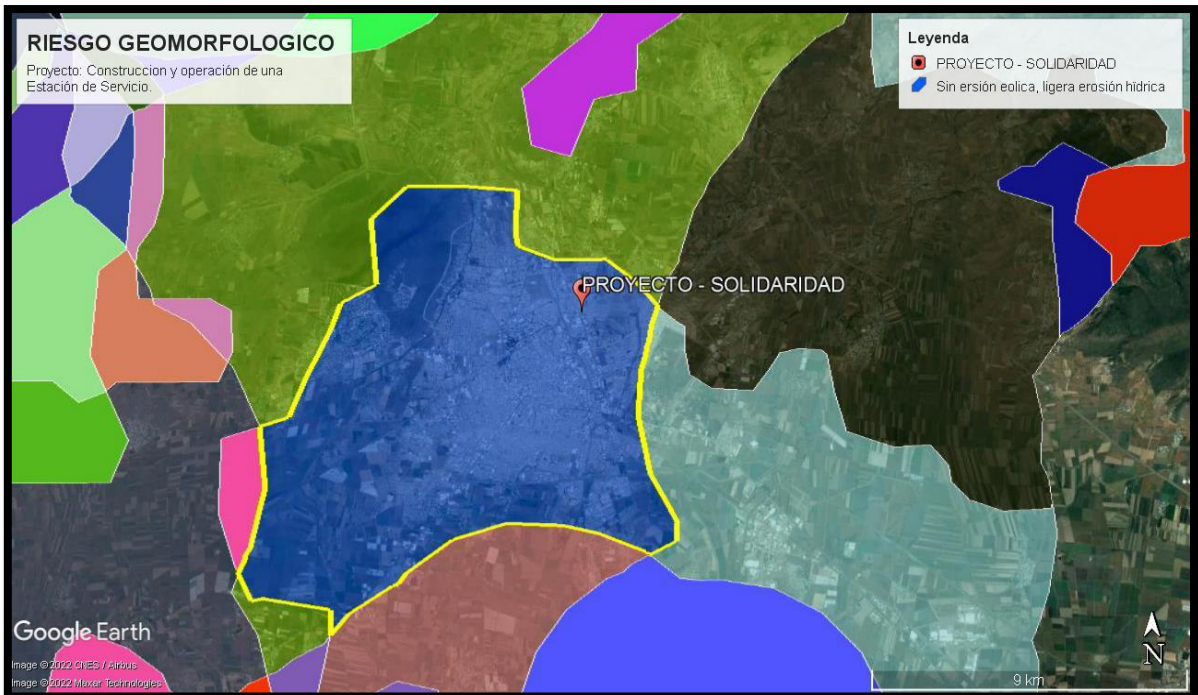 RIESGO GEOMORFOLOGICO
Proyecto: Construccion y operación de una
Estación de Servicio.
Leyenda
PROYECTO - SOLIDARIDAD
Sin ersión eolica, ligera erosión hïdrica
PROYECTO - SOLIDARIDAD
Google Earth
Image © 2022 CNES / Airbus
Image © 2022 Maxar Technologies
N
9 km